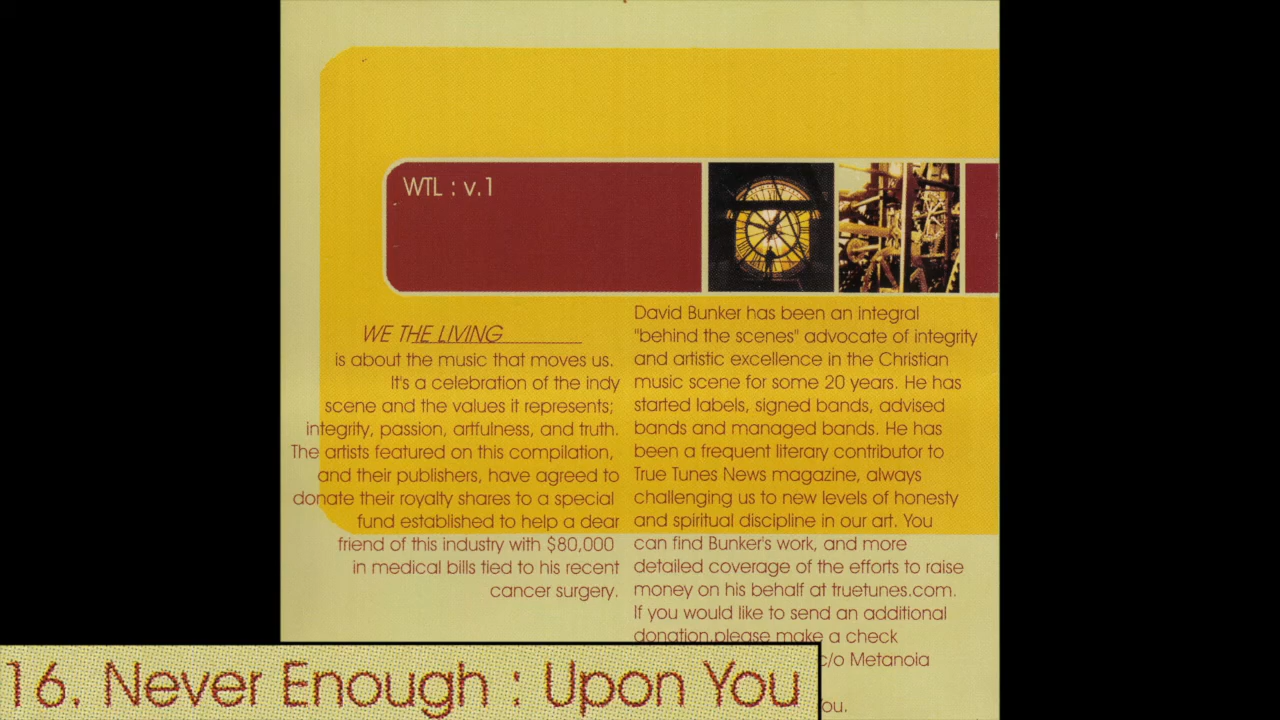 WTL : v.1
WE THE LIVING
is about the music that moves us.
It's a celebration of the indy
scene and the values it represents;
integrity, passion, artfulness, and truth.
The artists featured on this compilation,
and their publishers, have agreed to
donate their royalty shares to a special
fund established to help a dear
friend of this industry with $80,000
in medical bills tied to his recent
cancer surgery.
David Bunker has been an integral
"behind the scenes" advocate of integrity
and artistic excellence in the Christian
music scene for some 20 years. He has
started labels, signed bands, advised
bands and managed bands. He has
been a frequent literary contributor to
True Tunes News magazine, always
challenging us to new levels of honesty
and spiritual discipline in our art. You
can find Bunker's work, and more
detailed coverage of the efforts to raise
money on his behalf at truetunes.com.
If you would like to send an additional
donation,please make a check
c/o Metanoia
ou.
16. Never Enough : Upon You